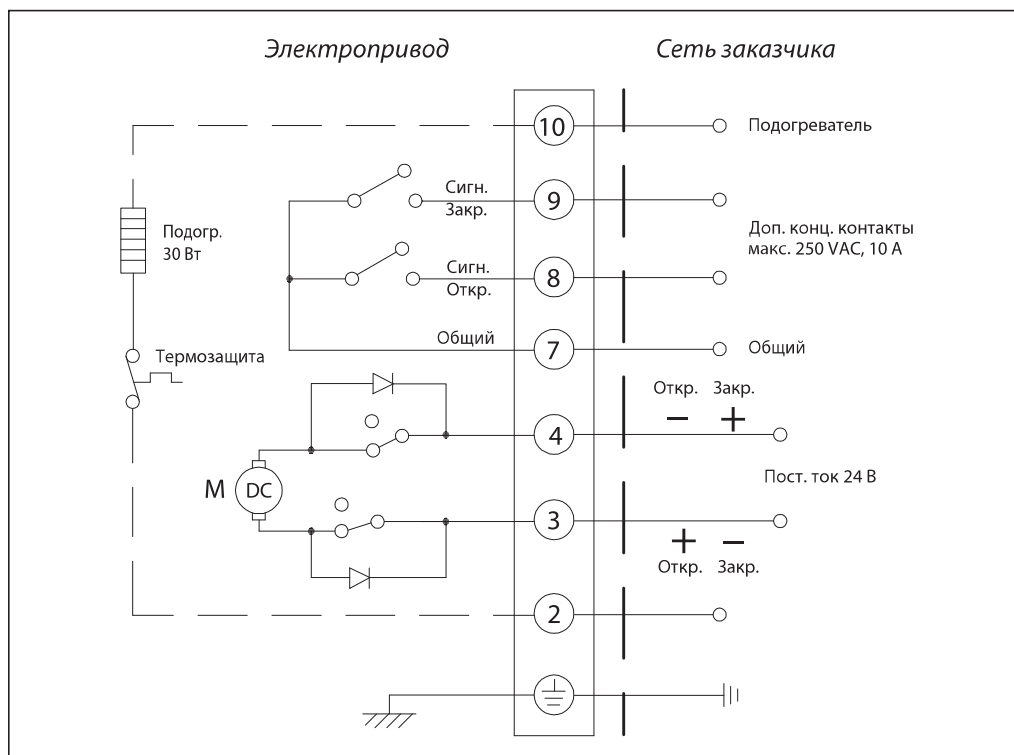 Электропривод
Сеть заказчика
10
Подогреватель
Сигн.
Закр.
9
Подогр.
30 Вт
Доп. конц. контакты
макс. 250 VAC, 10 А
Сигн.
Откр.
8
Общий
7
Общий
Термозащита
Откр. Закр.
− +
4
М
DC
Пост. ток 24 В
3
+ −
Откр. Закр.
2